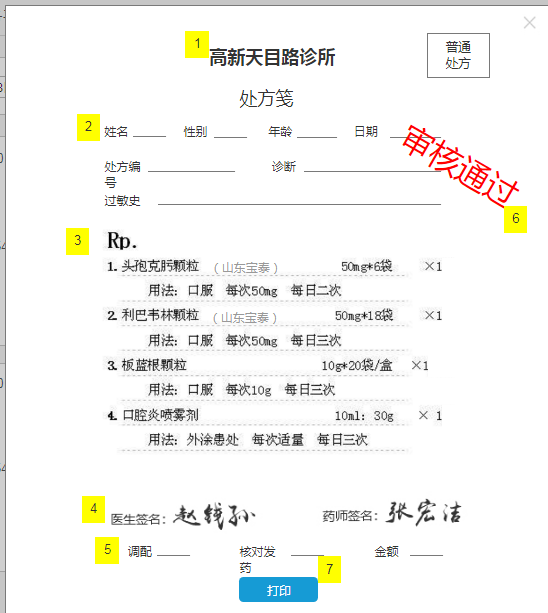 1
高新天目路诊所
普通
处方
处方笺
2
姓名 性别 年龄 日期
审核通过
6
处方编
号
诊断
过敏史
3
Rp.
1. 头孢克肟颗粒 （山东宝泰） 50mg*6袋 ×1
用法: 口服 每次50mg 每日二次
2. 利巴韦林颗粒 （山东宝泰） 50mg*18袋 ×1
用法: 口服 每次50mg 每日三次
3. 板蓝根颗粒 10g*20袋/盒 ×1
用法: 口服 每次10g 每日三次
4. 口腔炎喷雾剂 10ml: 30g × 1
用法: 外涂患处 每次适量 每日三次
4
医生签名: 赵钱孙 药师签名: 张宏洁
5
调配 核对发
药
金额
7
打印